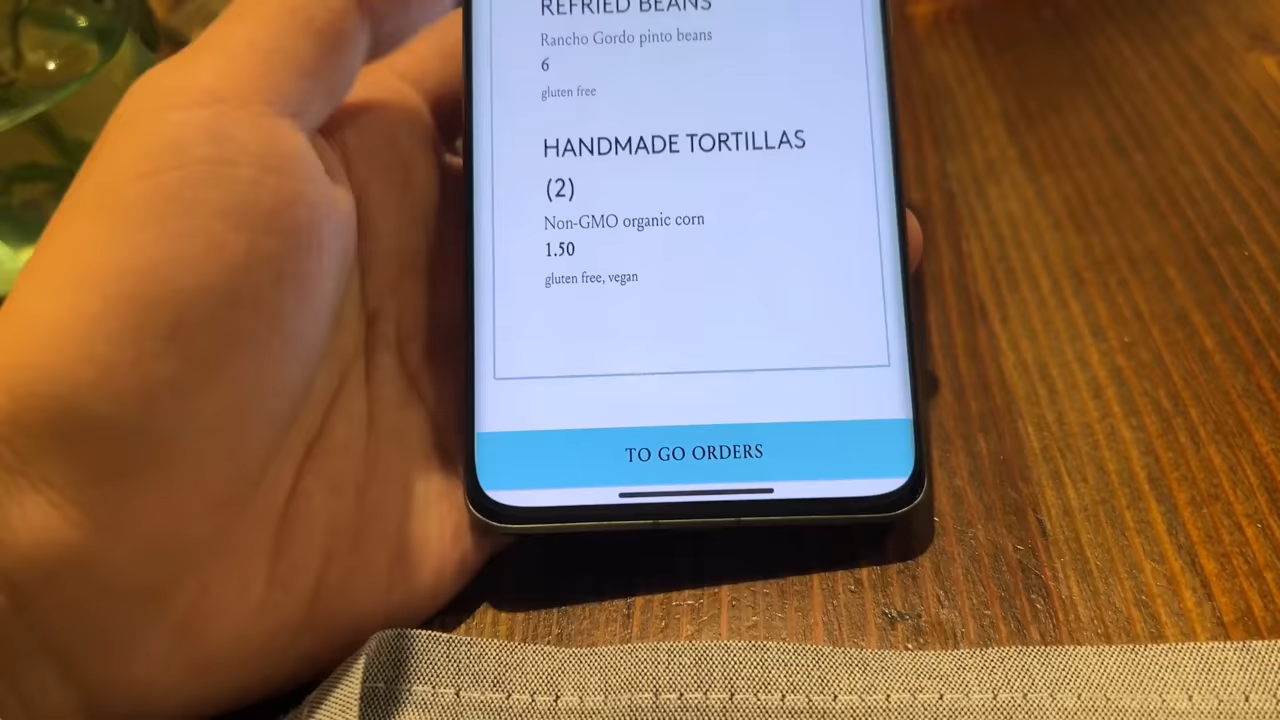 REFRIED BEANS
Rancho Gordo pinto beans
6
gluten free
HANDMADE TORTILLAS
(2)
Non-GMO organic corn
1.50
gluten free, vegan
TO GO ORDERS